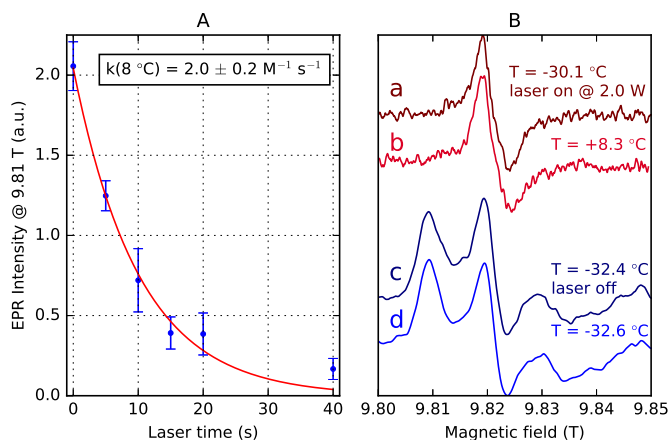 A
EPR Intensity @ 9.81 T (a.u.)
2.0
1.5
1.0
0.5
0.0
k(8 °C) = 2.0 ± 0.2 M⁻¹ s⁻¹
0
10
20
30
40
Laser time (s)
B
a
T = -30.1 °C
laser on @ 2.0 W
b
T = +8.3 °C
c
T = -32.4 °C
laser off
d
T = -32.6 °C
9.80
9.81
9.82
9.83
9.84
9.85
Magnetic field (T)